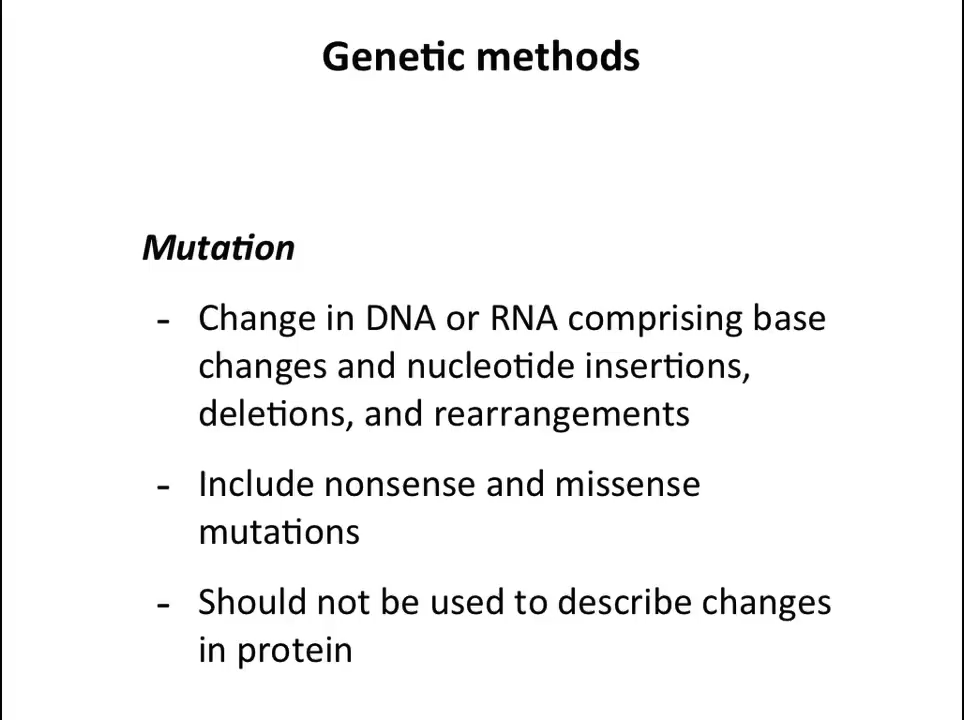 Genetic methods
Mutation
- Change in DNA or RNA comprising base
changes and nucleotide insertions,
deletions, and rearrangements
- Include nonsense and missense
mutations
- Should not be used to describe changes
in protein